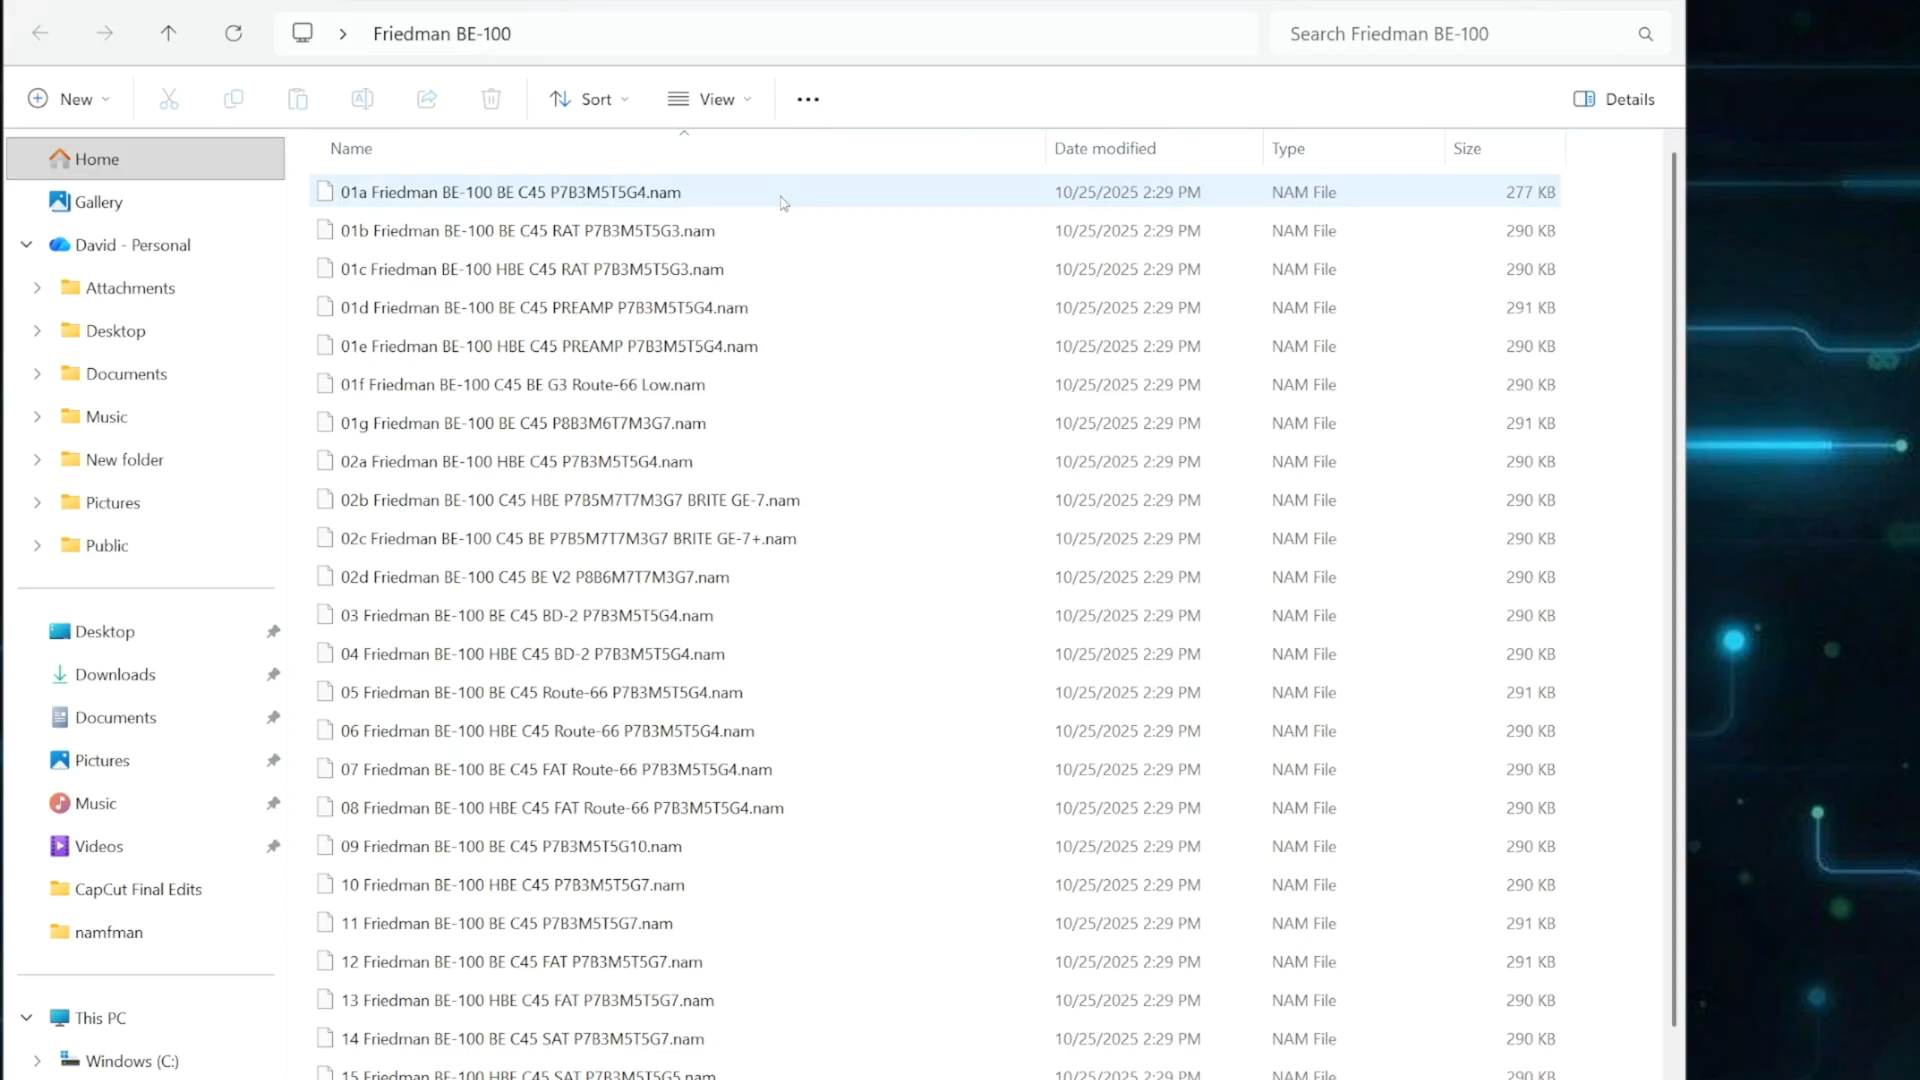 Friedman BE-100
Search Friedman BE-100
New
Sort
View
Details
Name
Date modified
Type
Size
Home
Gallery
David - Personal
Attachments
Desktop
Documents
Music
New folder
Pictures
Public
Desktop
Downloads
Documents
Pictures
Music
Videos
CapCut Final Edits
namfman
This PC
Windows (C:)
01a Friedman BE-100 BE C45 P7B3M5T5G4.nam 10/25/2025 2:29 PM NAM File 277 KB
01b Friedman BE-100 BE C45 RAT P7B3M5T5G3.nam 10/25/2025 2:29 PM NAM File 290 KB
01c Friedman BE-100 HBE C45 RAT P7B3M5T5G3.nam 10/25/2025 2:29 PM NAM File 290 KB
01d Friedman BE-100 BE C45 PREAMP P7B3M5T5G4.nam 10/25/2025 2:29 PM NAM File 291 KB
01e Friedman BE-100 HBE C45 PREAMP P7B3M5T5G4.nam 10/25/2025 2:29 PM NAM File 290 KB
01f Friedman BE-100 C45 BE G3 Route-66 Low.nam 10/25/2025 2:29 PM NAM File 290 KB
01g Friedman BE-100 BE C45 P8B3M6T7M3G7.nam 10/25/2025 2:29 PM NAM File 291 KB
02a Friedman BE-100 HBE C45 P7B3M5T5G4.nam 10/25/2025 2:29 PM NAM File 290 KB
02b Friedman BE-100 C45 HBE P7B5M7T7M3G7 BRITE GE-7.nam 10/25/2025 2:29 PM NAM File 290 KB
02c Friedman BE-100 C45 BE P7B5M7T7M3G7 BRITE GE-7+.nam 10/25/2025 2:29 PM NAM File 290 KB
02d Friedman BE-100 C45 BE V2 P8B6M7T7M3G7.nam 10/25/2025 2:29 PM NAM File 290 KB
03 Friedman BE-100 BE C45 BD-2 P7B3M5T5G4.nam 10/25/2025 2:29 PM NAM File 290 KB
04 Friedman BE-100 HBE C45 BD-2 P7B3M5T5G4.nam 10/25/2025 2:29 PM NAM File 290 KB
05 Friedman BE-100 BE C45 Route-66 P7B3M5T5G4.nam 10/25/2025 2:29 PM NAM File 291 KB
06 Friedman BE-100 HBE C45 Route-66 P7B3M5T5G4.nam 10/25/2025 2:29 PM NAM File 290 KB
07 Friedman BE-100 BE C45 FAT Route-66 P7B3M5T5G4.nam 10/25/2025 2:29 PM NAM File 290 KB
08 Friedman BE-100 HBE C45 FAT Route-66 P7B3M5T5G4.nam 10/25/2025 2:29 PM NAM File 290 KB
09 Friedman BE-100 BE C45 P7B3M5T5G10.nam 10/25/2025 2:29 PM NAM File 290 KB
10 Friedman BE-100 HBE C45 P7B3M5T5G7.nam 10/25/2025 2:29 PM NAM File 290 KB
11 Friedman BE-100 BE C45 P7B3M5T5G7.nam 10/25/2025 2:29 PM NAM File 291 KB
12 Friedman BE-100 BE C45 FAT P7B3M5T5G7.nam 10/25/2025 2:29 PM NAM File 291 KB
13 Friedman BE-100 HBE C45 FAT P7B3M5T5G7.nam 10/25/2025 2:29 PM NAM File 290 KB
14 Friedman BE-100 BE C45 SAT P7B3M5T5G7.nam 10/25/2025 2:29 PM NAM File 290 KB
15 Friedman BE-100 HBE C45 SAT P7B3M5T5G5.nam 10/25/2025 2:29 PM NAM File 290 KB